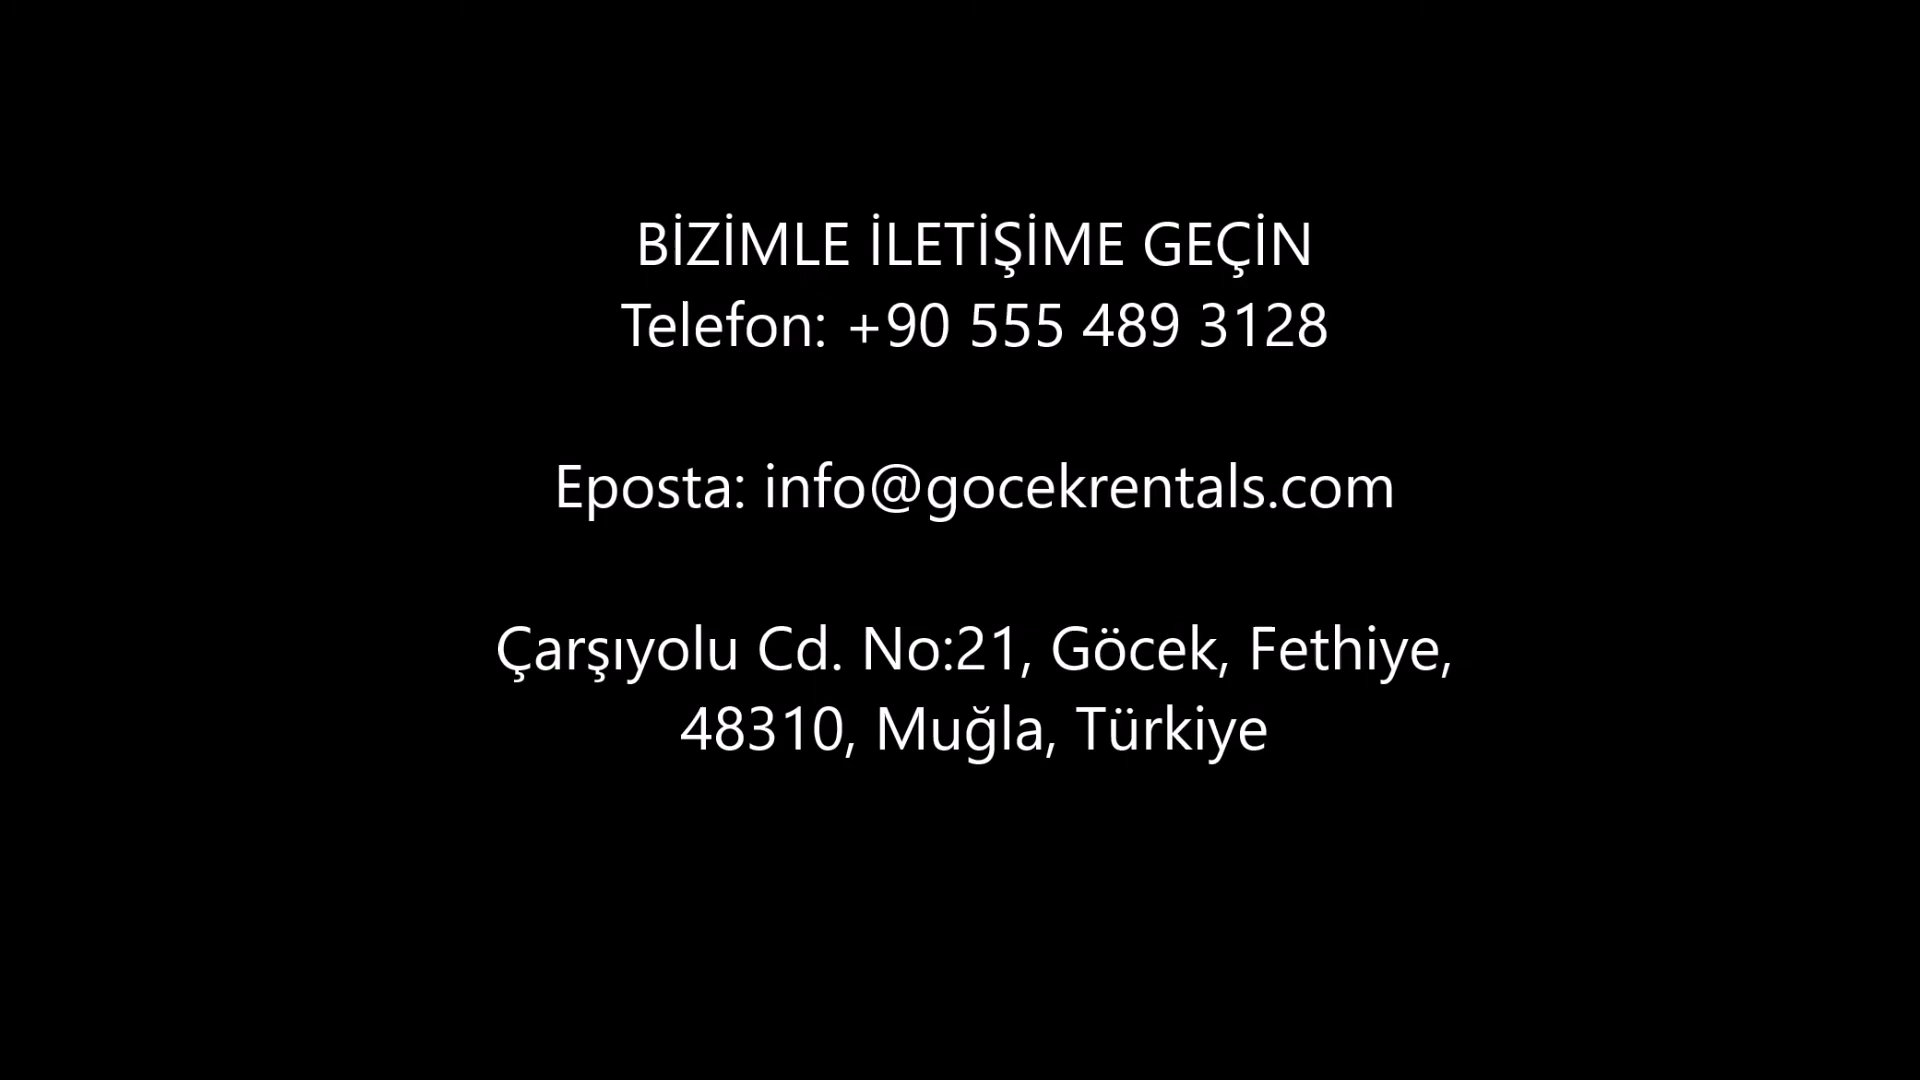 BİZİMLE İLETİŞİME GEÇİN
Telefon: +90 555 489 3128
Eposta: info@gocekrentals.com
Çarşıyolu Cd. No:21, Göcek, Fethiye,
48310, Muğla, Türkiye